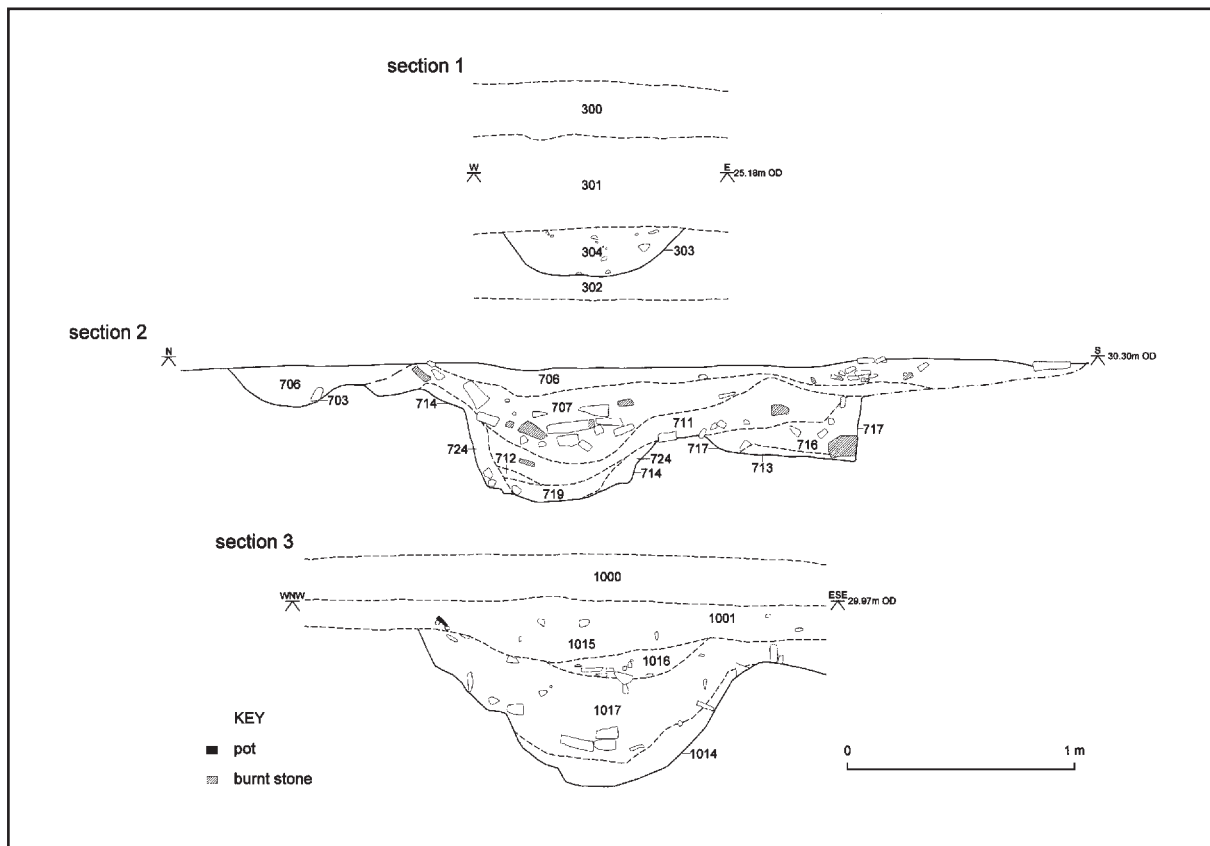 section 1
300
W
E
25.18m OD
301
304
303
302
section 2
N
S
30.30m OD
706
706
703
707
714
711
717
724
716
717
724
713
712
714
719
section 3
1000
WNW
ESE
29.97m OD
1001
1015
1016
1017
1014
KEY
pot
burnt stone
0
1 m